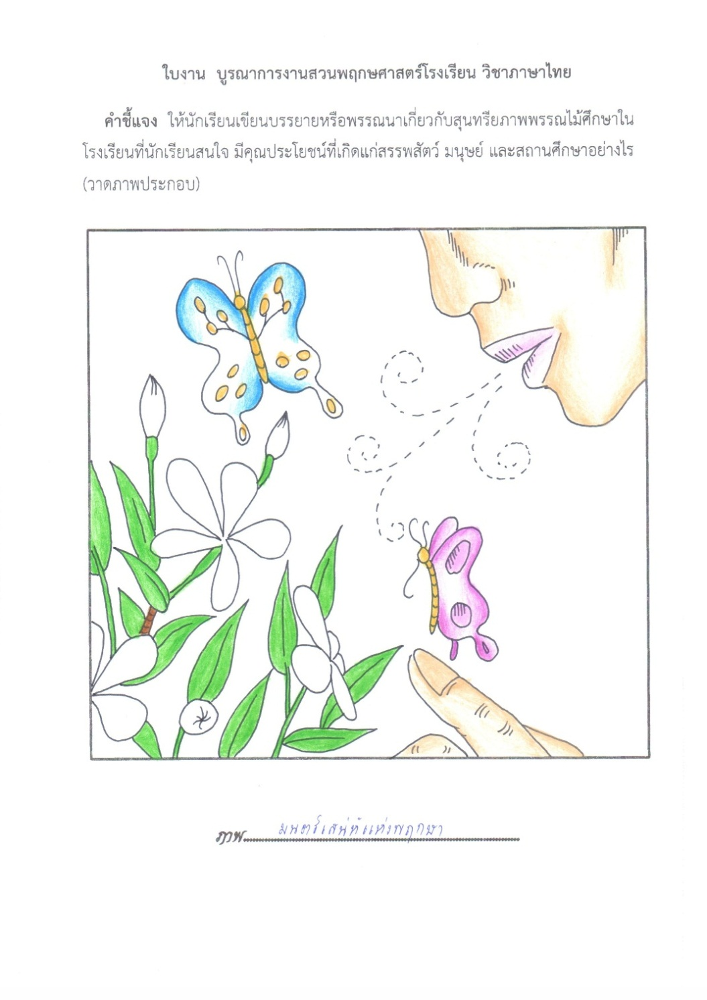 ใบงาน บูรณาการงานสวนพฤกษศาสตร์โรงเรียน วิชาภาษาไทย
คำชี้แจง ให้นักเรียนเขียนบรรยายหรือพรรณนาเกี่ยวกับสุนทรียภาพพรรณไม้ศึกษาใน
โรงเรียนที่นักเรียนสนใจ มีคุณประโยชน์ที่เกิดแก่สรรพสัตว์ มนุษย์ และสถานศึกษาอย่างไร
(วาดภาพประกอบ)
ภาพ มนตร์เสน่ห์แห่งพฤกษา